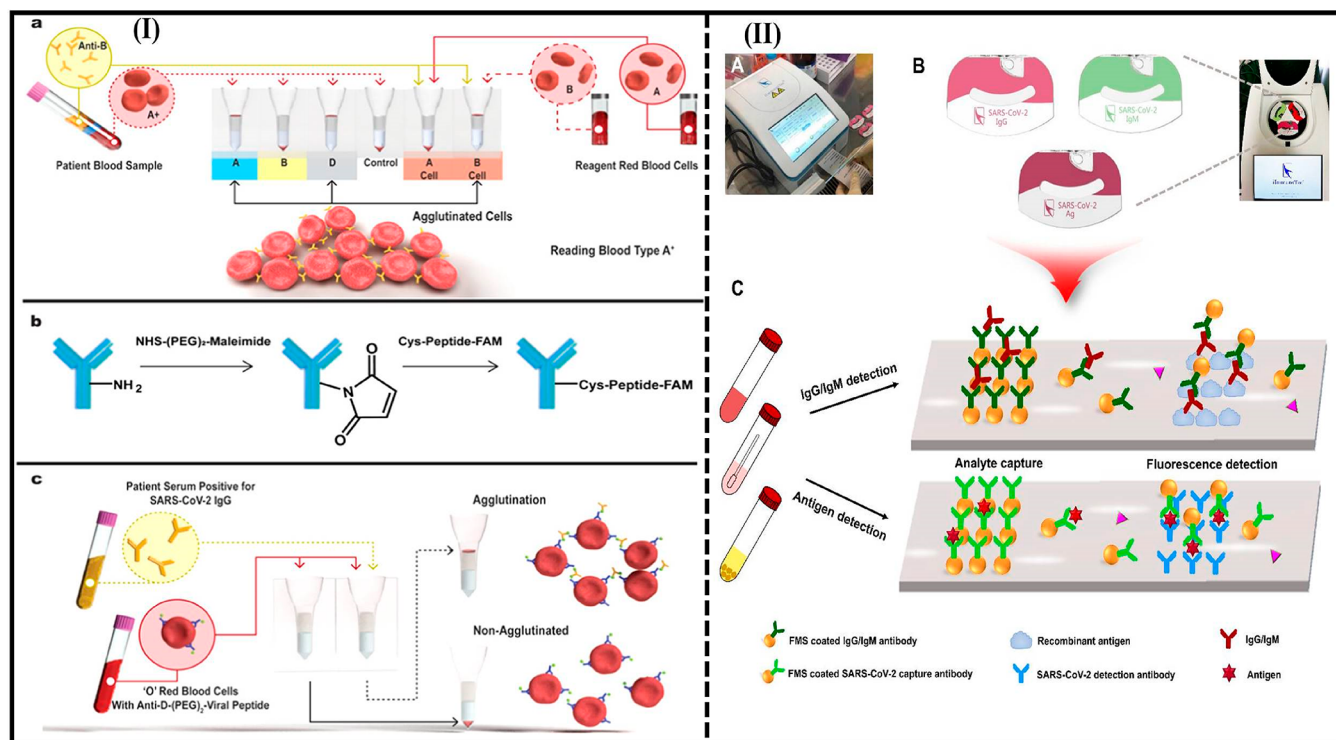 (I)
a
Anti-B
A+
Patient Blood Sample
A
B
D
Control
A
Cell
B
Cell
B
A
Reagent Red Blood Cells
Agglutinated Cells
Reading Blood Type A⁺
b
NH₂
NHS-(PEG)₂-Maleimide
O
N
O
Cys-Peptide-FAM
Cys-Peptide-FAM
c
Patient Serum Positive for
SARS-CoV-2 IgG
'O' Red Blood Cells
With Anti-D-(PEG)₂-Viral Peptide
Agglutination
Non-Agglutinated
(II)
A
B
SARS-CoV-2
IgG
SARS-CoV-2
IgM
SARS-CoV-2
Ag
C
IgG/IgM detection
Antigen detection
Analyte capture
Fluorescence detection
FMS coated IgG/IgM antibody
Recombinant antigen
IgG/IgM
FMS coated SARS-CoV-2 capture antibody
SARS-CoV-2 detection antibody
Antigen